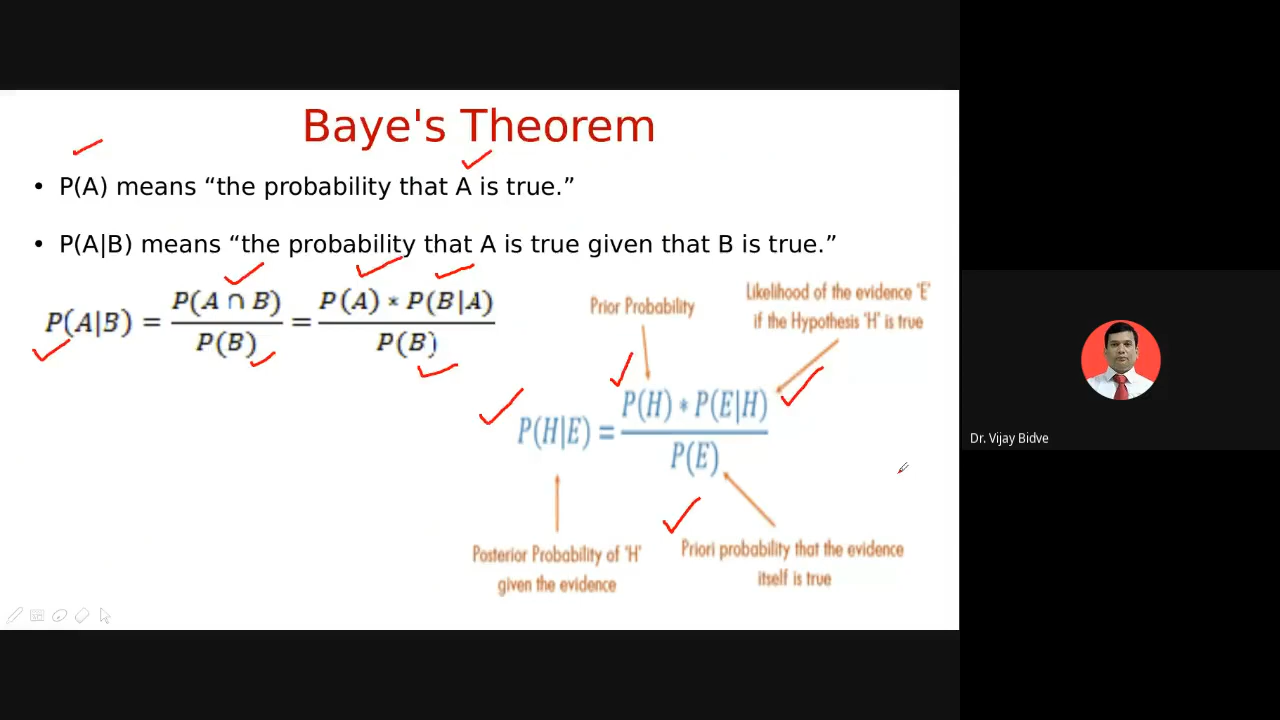 Baye's Theorem
• P(A) means “the probability that A is true.”
• P(A|B) means “the probability that A is true given that B is true.”
P(A|B) = P(A ∩ B) / P(B) = P(A) * P(B|A) / P(B)
Prior Probability
Likelihood of the evidence 'E'
if the Hypothesis 'H' is true
P(H|E) = P(H) * P(E|H) / P(E)
Posterior Probability of 'H'
given the evidence
Priori probability that the evidence
itself is true
Dr. Vijay Bidve